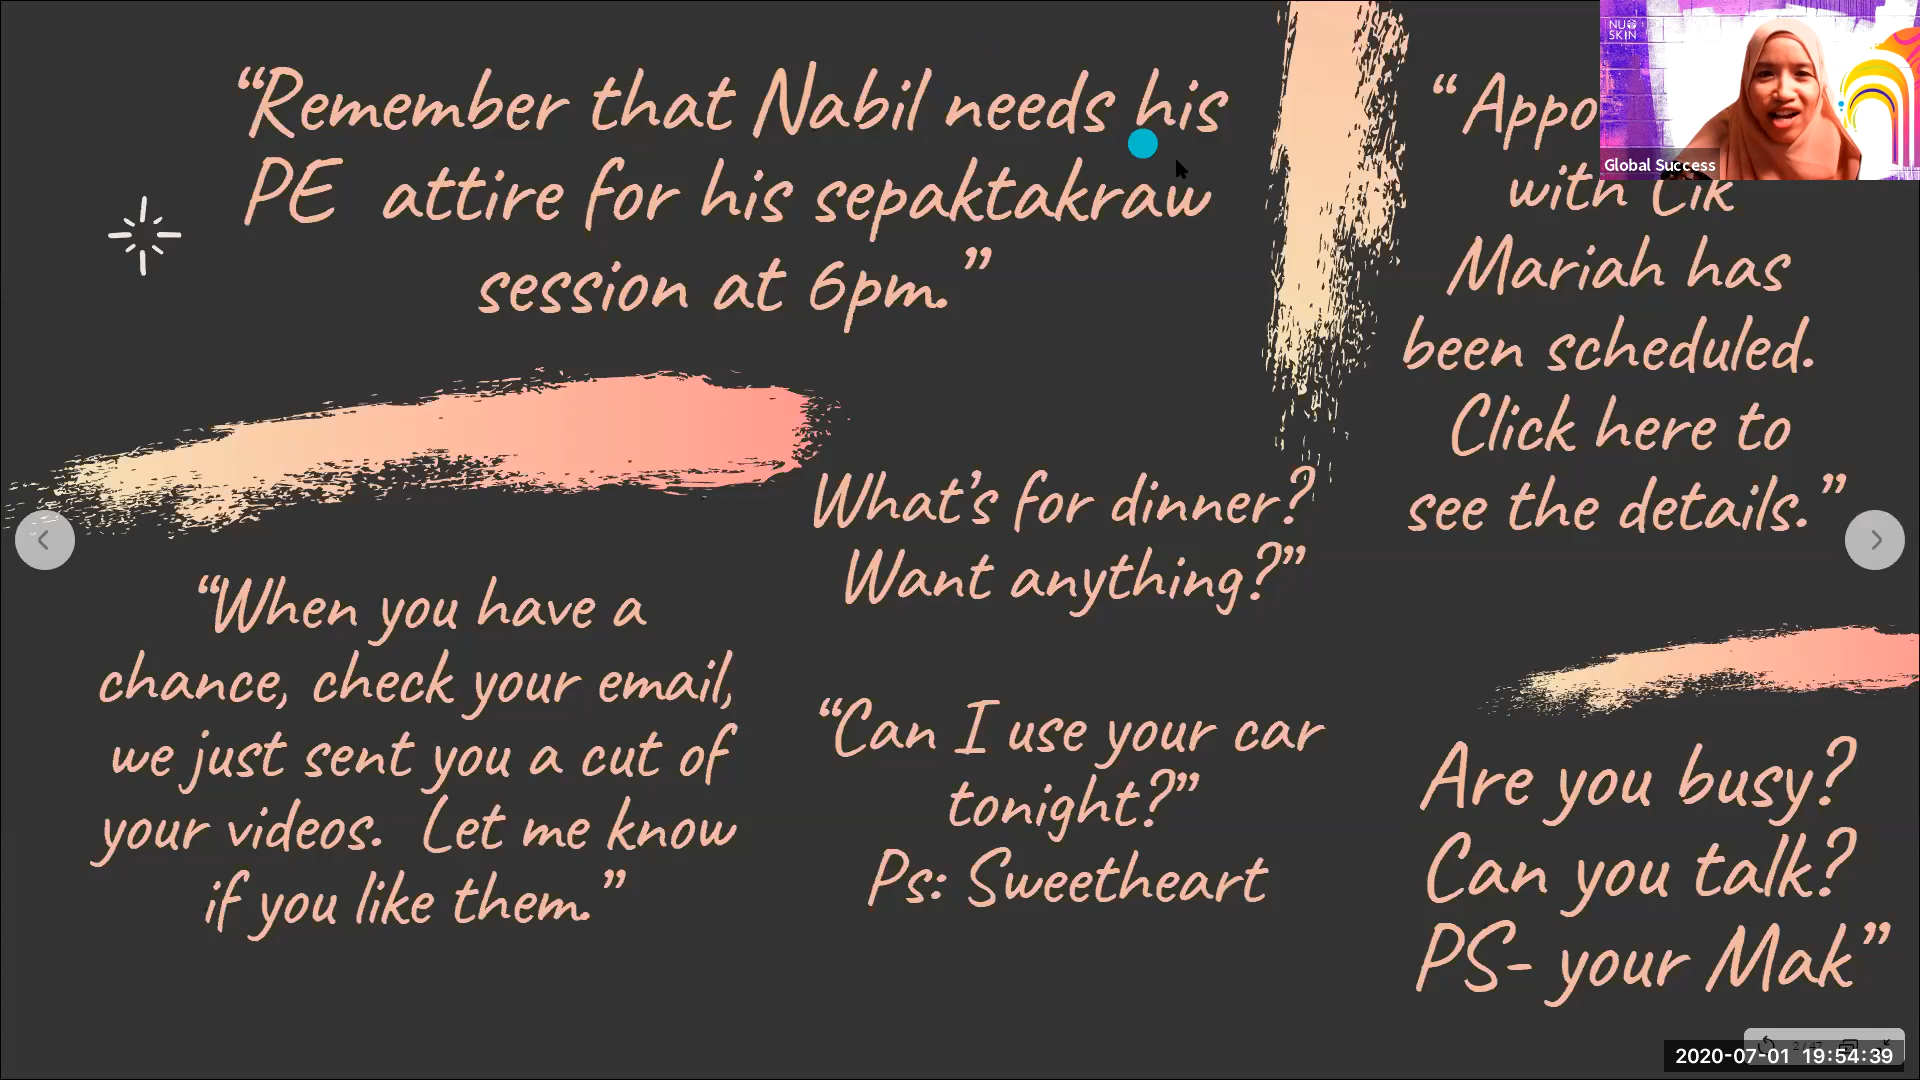 “Remember that Nabil needs his
PE attire for his sepaktakraw
session at 6pm.”
“Appo
with Cik
Mariah has
been scheduled.
Click here to
see the details.”
NU
SKIN
Global Success
What’s for dinner?
Want anything?”
“When you have a
chance, check your email,
we just sent you a cut of
your videos. Let me know
if you like them.”
“Can I use your car
tonight?”
Ps: Sweetheart
Are you busy?
Can you talk?
PS- your Mak”
2020-07-01 19:54:39